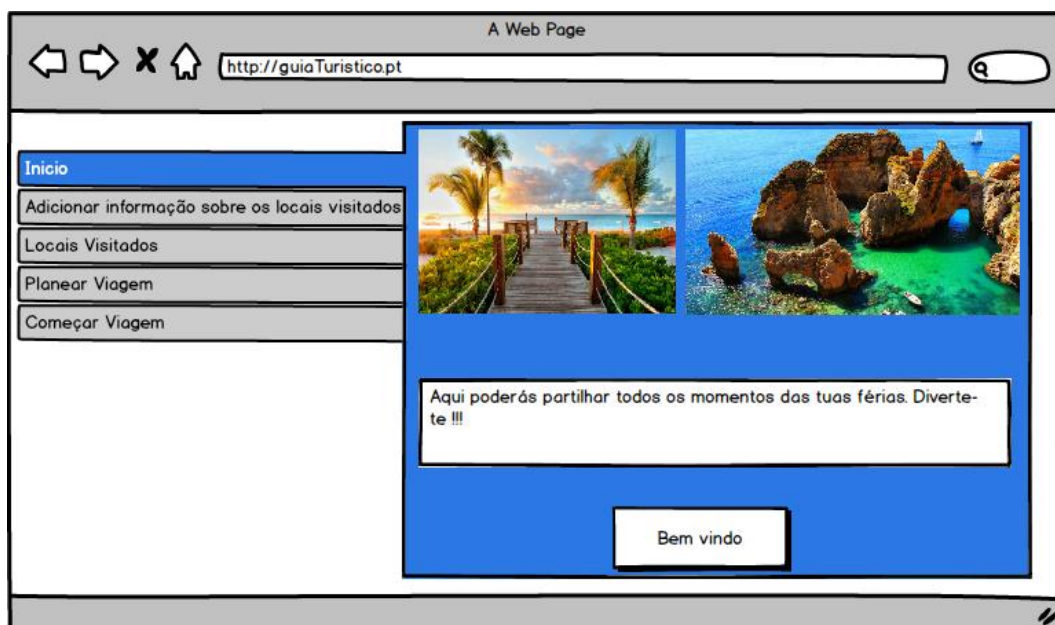 A Web Page
http://guiaTuristico.pt
Inicio
Adicionar informação sobre os locais visitados
Locais Visitados
Planear Viagem
Começar Viagem
Aqui poderás partilhar todos os momentos das tuas férias. Diverte-
te !!!
Bem vindo